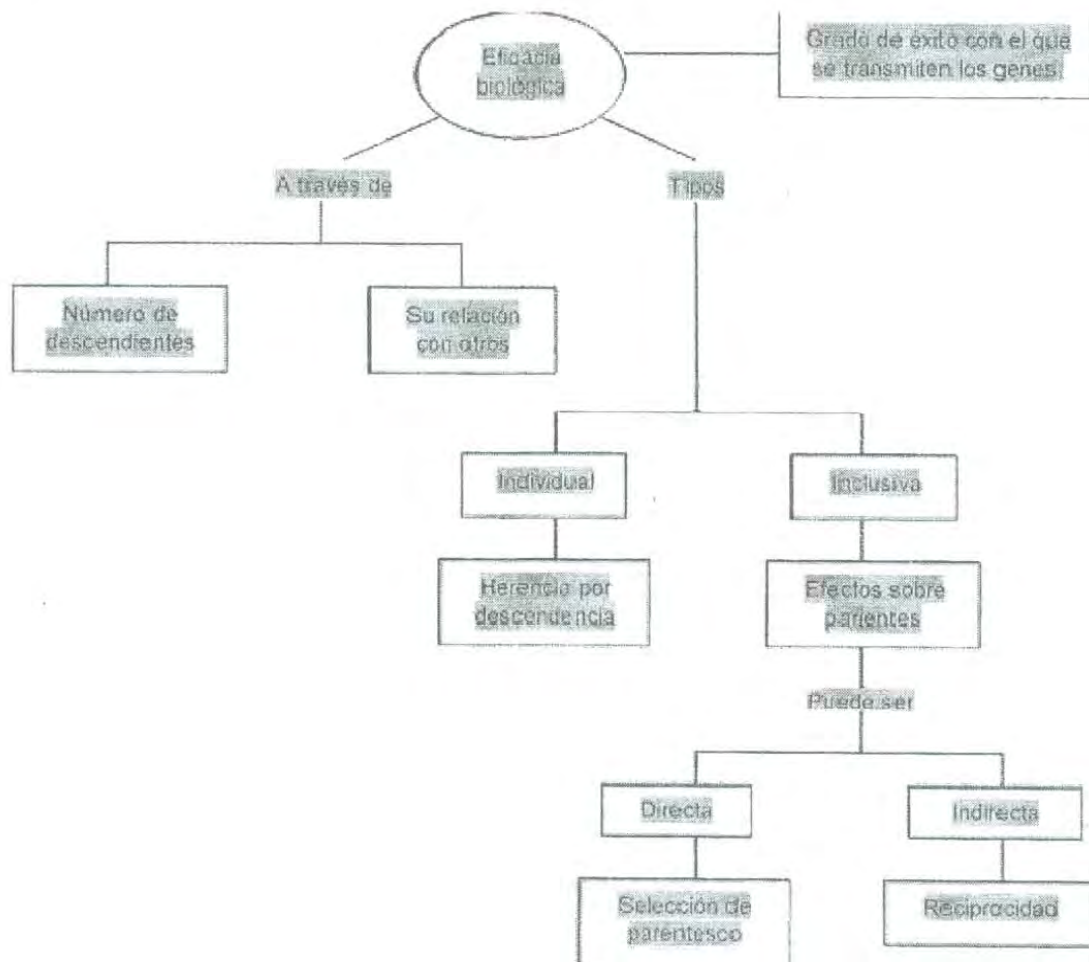 Eficacia
biológica
Grado de éxito con el que
se transmiten los genes
A través de
Tipos
Número de
descendientes
Su relación
con otros
Individual
Inclusiva
Herencia por
descendencia
Efectos sobre
parientes
Puede ser
Directa
Indirecta
Selección de
parentesco
Reciprocidad